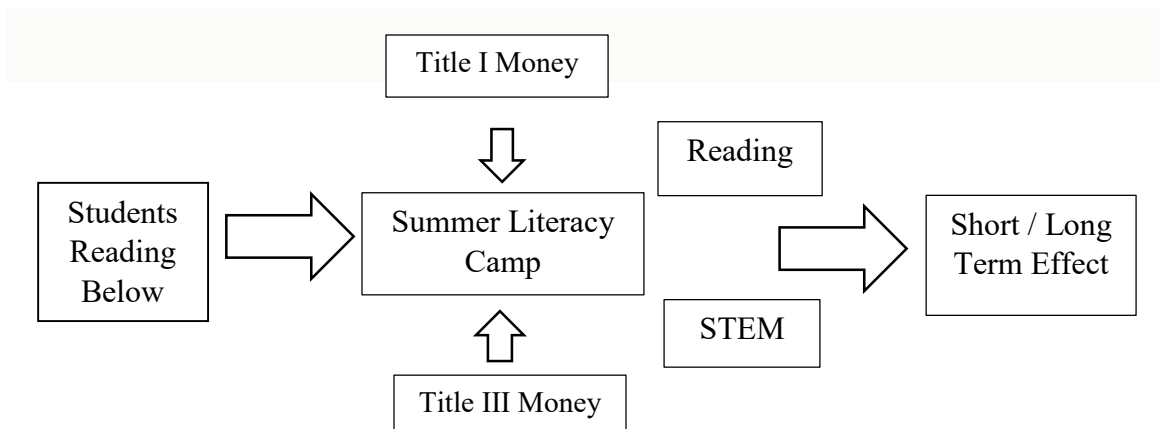 Title I Money
Reading
Students
Reading
Below
Summer Literacy
Camp
Short / Long
Term Effect
STEM
Title III Money